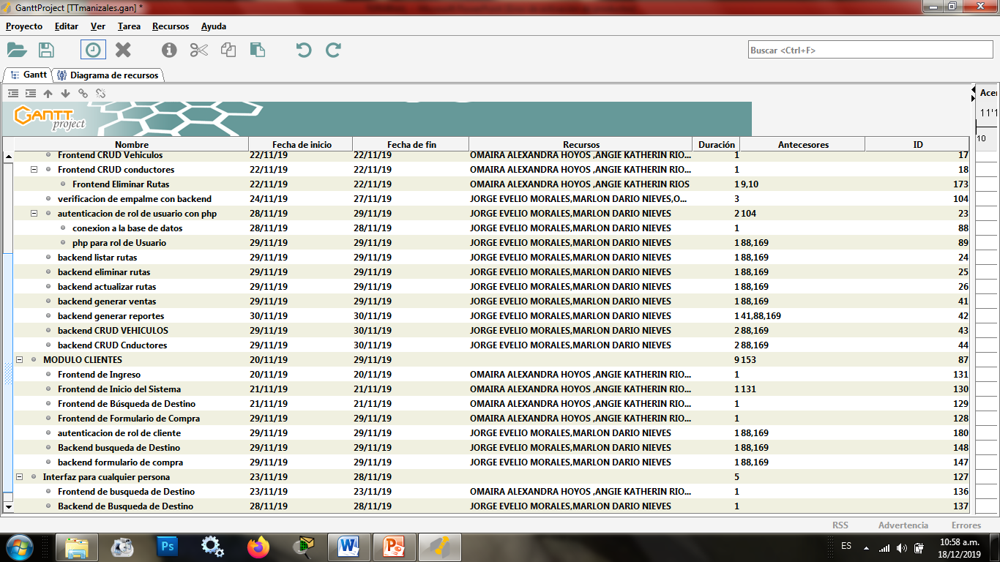 GanttProject [TTmanizales.gan] *
Proyecto Editar Ver Tarea Recursos Ayuda
Buscar <Ctrl+F>
Gantt Diagrama de recursos
GANTT project
Acer
11'1
10
Nombre Fecha de inicio Fecha de fin Recursos Duración Antecesores ID
Frontend CRUD Vehiculos 22/11/19 22/11/19 OMAIRA ALEXANDRA HOYOS ,ANGIE KATHERIN RIO... 1 17
Frontend CRUD conductores 22/11/19 22/11/19 OMAIRA ALEXANDRA HOYOS ,ANGIE KATHERIN RIO... 1 18
Frontend Eliminar Rutas 22/11/19 22/11/19 OMAIRA ALEXANDRA HOYOS ,ANGIE KATHERIN RIOS 1 9,10 173
verificacion de empalme con backend 24/11/19 27/11/19 JORGE EVELIO MORALES,MARLON DARIO NIEVES,O... 3 104
autenticacion de rol de usuario con php 28/11/19 29/11/19 JORGE EVELIO MORALES,MARLON DARIO NIEVES 2 104 23
conexion a la base de datos 28/11/19 28/11/19 JORGE EVELIO MORALES,MARLON DARIO NIEVES 1 88
php para rol de Usuario 29/11/19 29/11/19 JORGE EVELIO MORALES,MARLON DARIO NIEVES 1 88,169 89
backend listar rutas 29/11/19 29/11/19 JORGE EVELIO MORALES,MARLON DARIO NIEVES 1 88,169 24
backend eliminar rutas 29/11/19 29/11/19 JORGE EVELIO MORALES,MARLON DARIO NIEVES 1 88,169 25
backend actualizar rutas 29/11/19 29/11/19 JORGE EVELIO MORALES,MARLON DARIO NIEVES 1 88,169 26
backend generar ventas 29/11/19 29/11/19 JORGE EVELIO MORALES,MARLON DARIO NIEVES 1 88,169 41
backend generar reportes 30/11/19 30/11/19 JORGE EVELIO MORALES,MARLON DARIO NIEVES 1 41,88,169 42
backend CRUD VEHICULOS 29/11/19 30/11/19 JORGE EVELIO MORALES,MARLON DARIO NIEVES 2 88,169 43
backend CRUD Cnductores 29/11/19 30/11/19 JORGE EVELIO MORALES,MARLON DARIO NIEVES 2 88,169 44
MODULO CLIENTES 20/11/19 29/11/19 9 153 87
Frontend de Ingreso 20/11/19 20/11/19 OMAIRA ALEXANDRA HOYOS ,ANGIE KATHERIN RIO... 1 131
Frontend de Inicio del Sistema 21/11/19 21/11/19 OMAIRA ALEXANDRA HOYOS ,ANGIE KATHERIN RIO... 1 131 130
Frontend de Búsqueda de Destino 21/11/19 21/11/19 OMAIRA ALEXANDRA HOYOS ,ANGIE KATHERIN RIO... 1 129
Frontend de Formulario de Compra 29/11/19 29/11/19 OMAIRA ALEXANDRA HOYOS ,ANGIE KATHERIN RIO... 1 128
autenticacion de rol de cliente 29/11/19 29/11/19 JORGE EVELIO MORALES,MARLON DARIO NIEVES 1 88,169 180
Backend busqueda de Destino 29/11/19 29/11/19 JORGE EVELIO MORALES,MARLON DARIO NIEVES 1 88,169 148
backend formulario de compra 29/11/19 29/11/19 JORGE EVELIO MORALES,MARLON DARIO NIEVES 1 88,169 147
Interfaz para cualquier persona 23/11/19 28/11/19 5 127
Frontend de busqueda de Destino 23/11/19 23/11/19 OMAIRA ALEXANDRA HOYOS ,ANGIE KATHERIN RIO... 1 136
Backend de Busqueda de Destino 28/11/19 28/11/19 JORGE EVELIO MORALES,MARLON DARIO NIEVES 1 137
RSS Advertencia Errores
Ps
ES
10:58 a.m.
18/12/2019